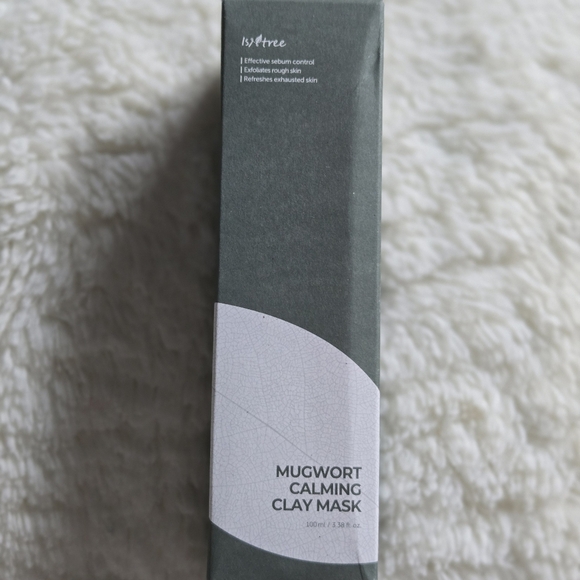 Isntree
Effective sebum control
Exfoliates rough skin
Refreshes exhausted skin
MUGWORT
CALMING
CLAY MASK
100ml / 3.38 fl. oz.